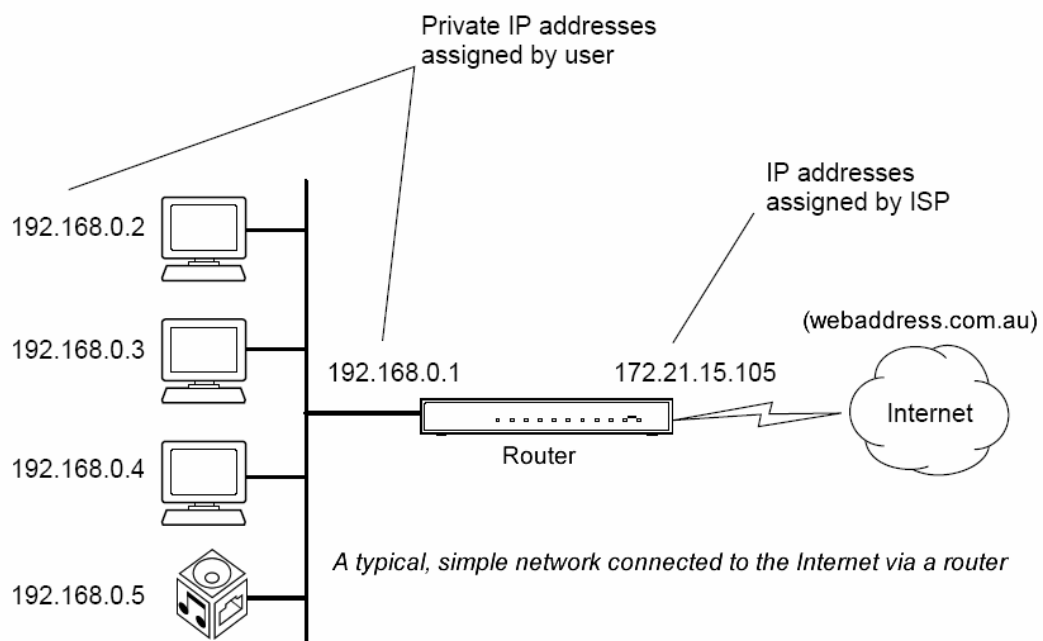 Private IP addresses
assigned by user
IP addresses
assigned by ISP
192.168.0.2
(webaddress.com.au)
192.168.0.3
192.168.0.1
172.21.15.105
Internet
Router
192.168.0.4
A typical, simple network connected to the Internet via a router
192.168.0.5